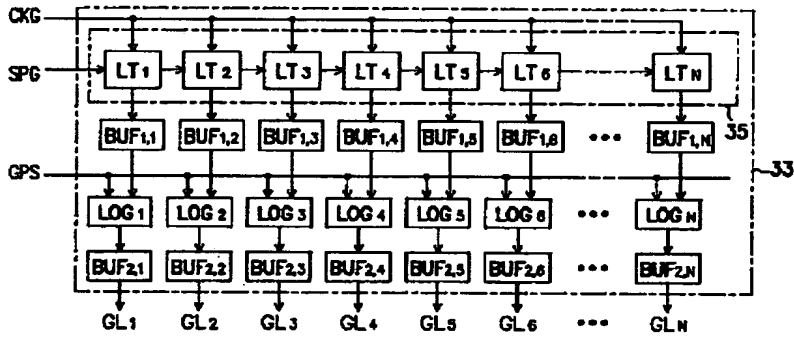 CKG
SPG LT1 LT2 LT3 LT4 LT5 LT6 LTN
35
BUF1,1 BUF1,2 BUF1,3 BUF1,4 BUF1,5 BUF1,6 ••• BUF1,N
GPS
33
LOG1 LOG2 LOG3 LOG4 LOG5 LOG6 ••• LOGN
BUF2,1 BUF2,2 BUF2,3 BUF2,4 BUF2,5 BUF2,6 ••• BUF2,N
GL1 GL2 GL3 GL4 GL5 GL6 ••• GLN